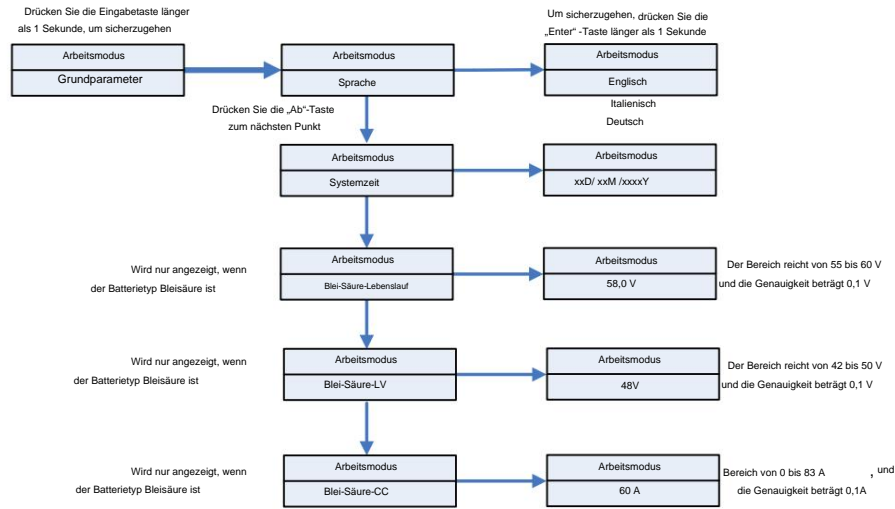 Drücken Sie die Eingabetaste länger
als 1 Sekunde, um sicherzugehen
Um sicherzugehen, drücken Sie die
„Enter“ -Taste länger als 1 Sekunde
Arbeitsmodus
Grundparameter
Arbeitsmodus
Sprache
Arbeitsmodus
Englisch
Italienisch
Deutsch
Drücken Sie die „Ab“-Taste
zum nächsten Punkt
Arbeitsmodus
Systemzeit
Arbeitsmodus
xxD/ xxM /xxxxY
Wird nur angezeigt, wenn
der Batterietyp Bleisäure ist
Arbeitsmodus
Blei-Säure-Lebenslauf
Arbeitsmodus
58,0 V
Der Bereich reicht von 55 bis 60 V
und die Genauigkeit beträgt 0,1 V
Wird nur angezeigt, wenn
der Batterietyp Bleisäure ist
Arbeitsmodus
Blei-Säure-LV
Arbeitsmodus
48V
Der Bereich reicht von 42 bis 50 V
und die Genauigkeit beträgt 0,1 V
Wird nur angezeigt, wenn
der Batterietyp Bleisäure ist
Arbeitsmodus
Blei-Säure-CC
Arbeitsmodus
60 A
Bereich von 0 bis 83 A , und
die Genauigkeit beträgt 0,1A